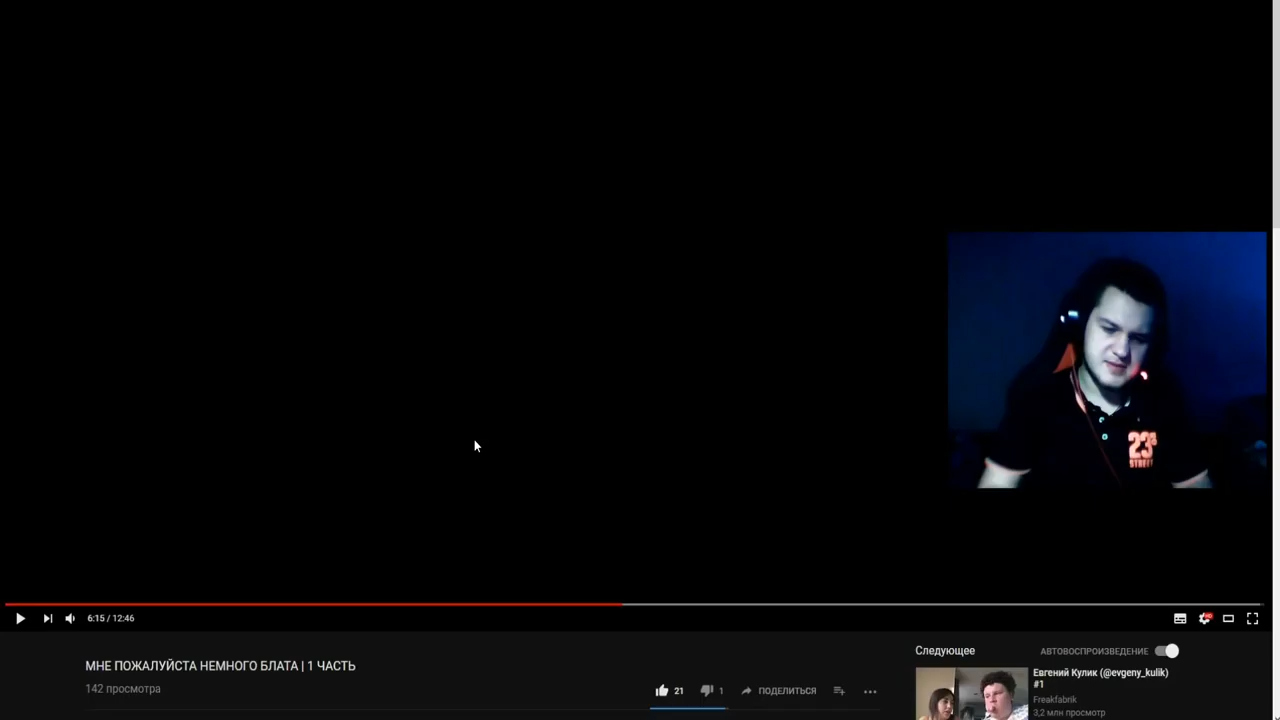 23
STREET
6:15 / 12:46
МНЕ ПОЖАЛУЙСТА НЕМНОГО БЛАТА | 1 ЧАСТЬ
142 просмотра
21
1
ПОДЕЛИТЬСЯ
Следующее
АВТОВОСПРОИЗВЕДЕНИЕ
Евгений Кулик (@evgeny_kulik)
#1
Freakfabrik
3,2 млн просмотр